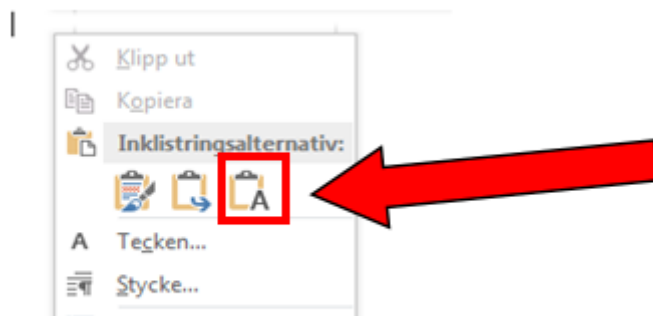 Klipp ut
Kopiera
Inklistringsalternativ:
A
A Tecken...
Stycke...